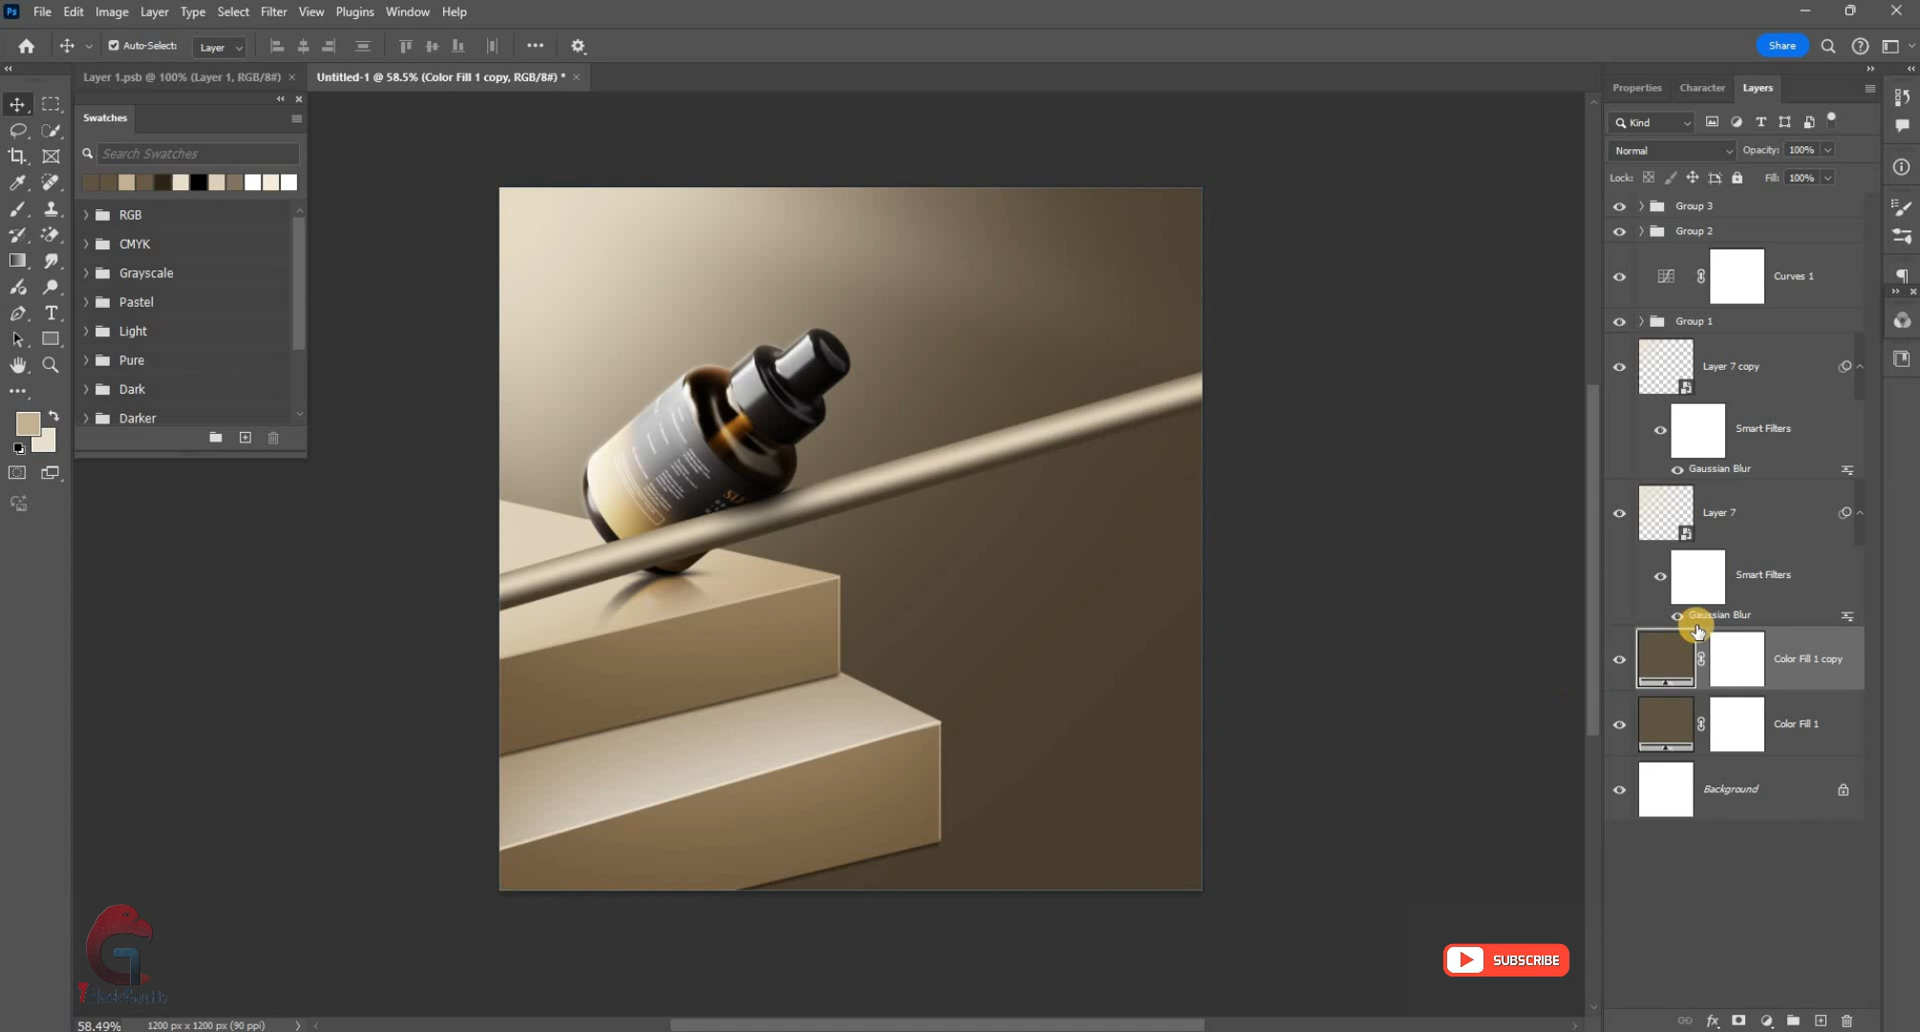 Ps File Edit Image Layer Type Select Filter View Plugins Window Help
Auto-Select: Layer
Share
Layer 1.psb @ 100% (Layer 1, RGB/8#) ×
Untitled-1 @ 58.5% (Color Fill 1 copy, RGB/8#) * ×
Swatches
Search Swatches
RGB
CMYK
Grayscale
Pastel
Light
Pure
Dark
Darker
Properties Character Layers
Kind
Normal Opacity: 100%
Lock: Fill: 100%
Group 3
Group 2
Curves 1
Group 1
Layer 7 copy
Smart Filters
Gaussian Blur
Layer 7
Smart Filters
Gaussian Blur
Color Fill 1 copy
Color Fill 1
Background
SUBSCRIBE
58.49% 1200 px x 1200 px (90 ppi)